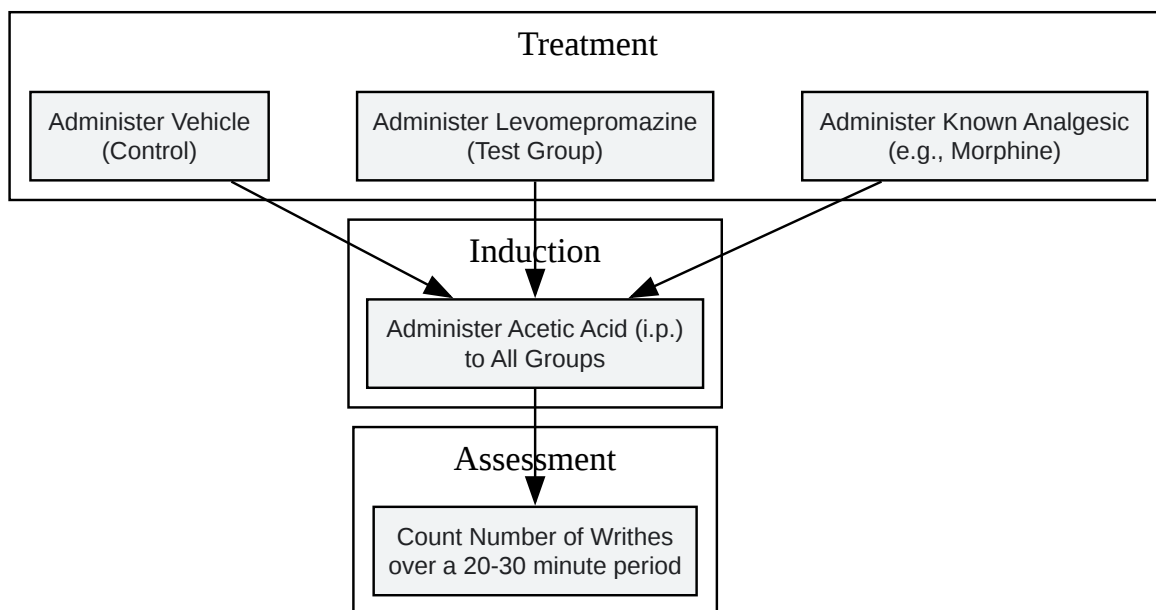 Treatment
Administer Vehicle
(Control)
Administer Levomepromazine
(Test Group)
Administer Known Analgesic
(e.g., Morphine)
Induction
Administer Acetic Acid (i.p.)
to All Groups
Assessment
Count Number of Writhes
over a 20-30 minute period